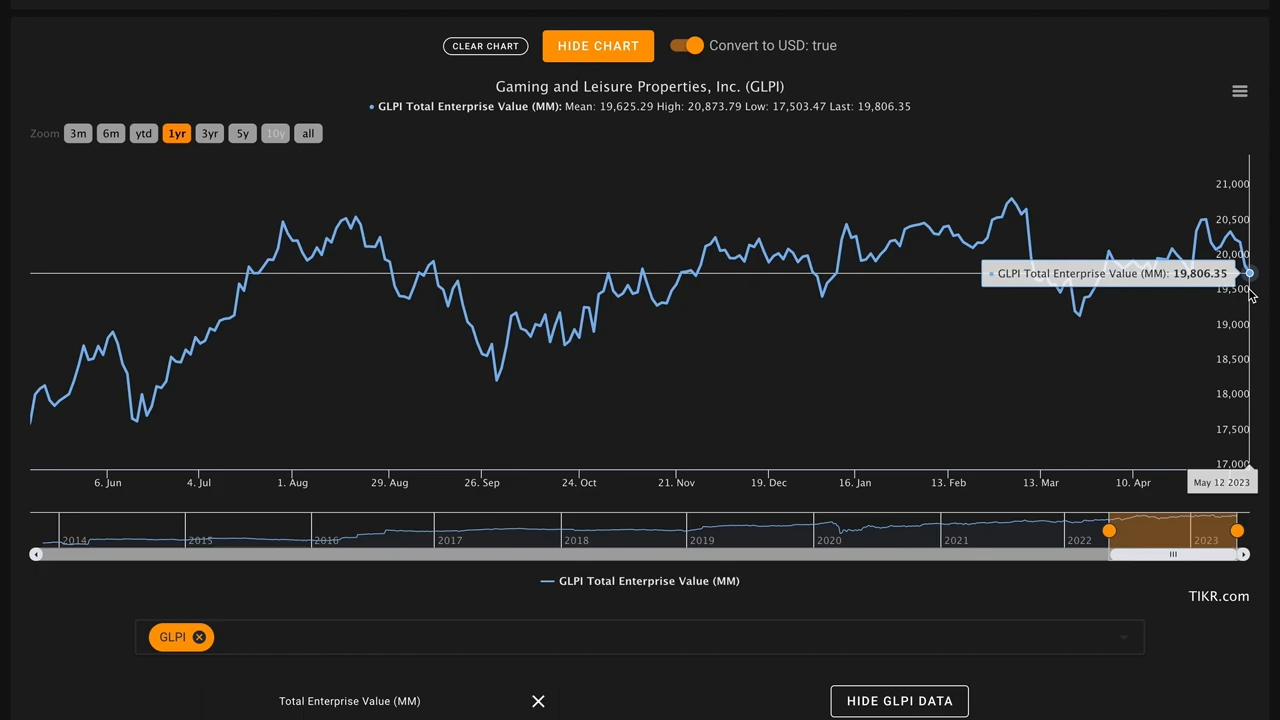 CLEAR CHART
HIDE CHART
Convert to USD: true
Gaming and Leisure Properties, Inc. (GLPI)
GLPI Total Enterprise Value (MM): Mean: 19,625.29 High: 20,873.79 Low: 17,503.47 Last: 19,806.35
Zoom 3m 6m ytd 1yr 3yr 5y 10y all
21,000
20,500
20,000
GLPI Total Enterprise Value (MM): 19,806.35
19,500
19,000
18,500
18,000
17,500
17,000
6. Jun 4. Jul 1. Aug 29. Aug 26. Sep 24. Oct 21. Nov 19. Dec 16. Jan 13. Feb 13. Mar 10. Apr May 12 2023
2014 2015 2016 2017 2018 2019 2020 2021 2022 2023
GLPI Total Enterprise Value (MM)
TIKR.com
GLPI
Total Enterprise Value (MM)
HIDE GLPI DATA